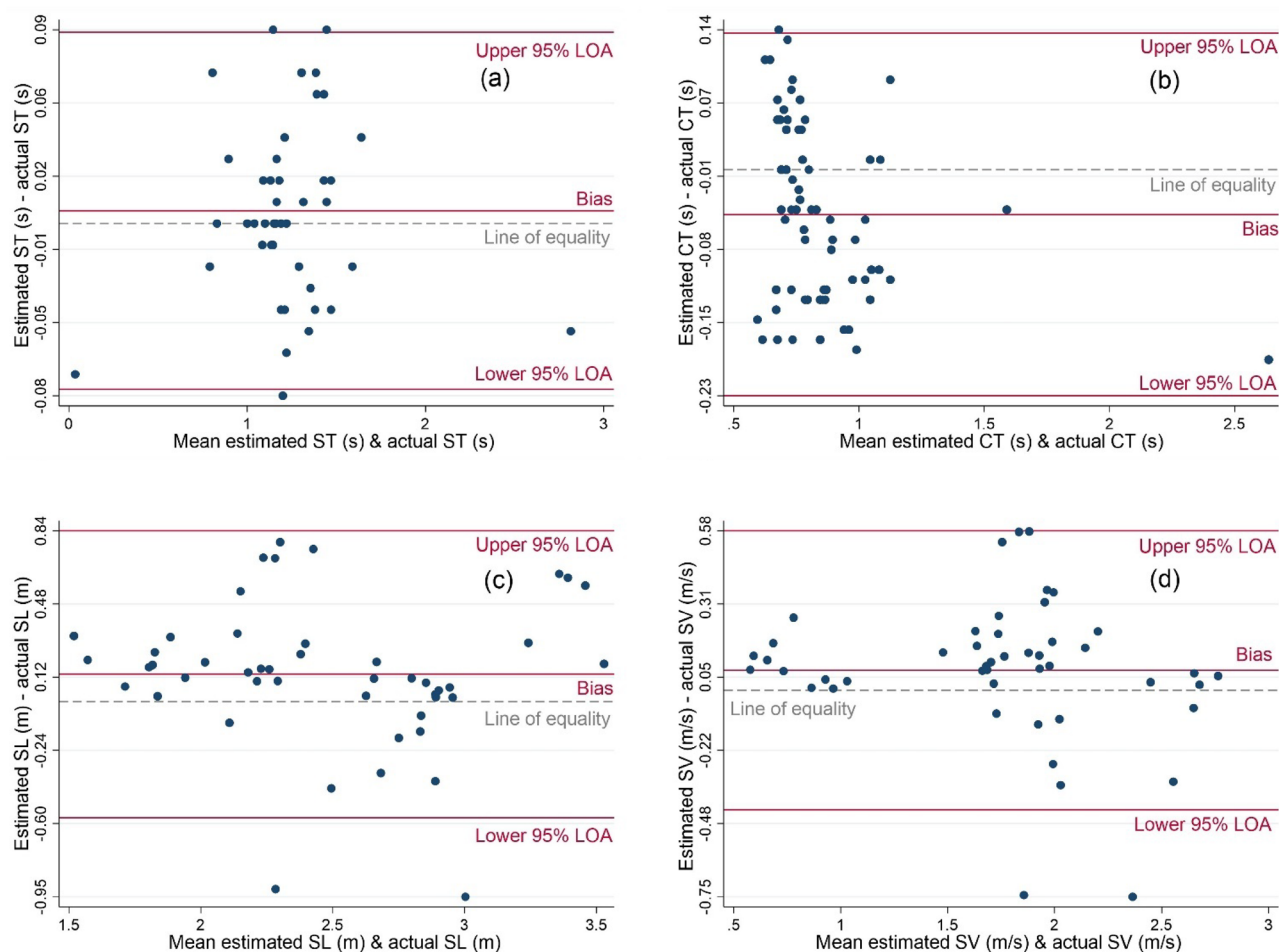 0.09
Upper 95% LOA
(a)
0.06
0.02
Bias
Line of equality
-0.01
-0.05
Lower 95% LOA
-0.08
Estimated ST (s) - actual ST (s)
0 1 2 3
Mean estimated ST (s) & actual ST (s)
0.14
Upper 95% LOA
(b)
0.07
-0.01
Line of equality
Bias
-0.08
-0.15
Lower 95% LOA
-0.23
Estimated CT (s) - actual CT (s)
.5 1 1.5 2 2.5
Mean estimated CT (s) & actual CT (s)
0.84
Upper 95% LOA
(c)
0.48
0.12
Bias
Line of equality
-0.24
-0.60
Lower 95% LOA
-0.95
Estimated SL (m) - actual SL (m)
1.5 2 2.5 3 3.5
Mean estimated SL (m) & actual SL (m)
0.58
Upper 95% LOA
(d)
0.31
Bias
0.05
Line of equality
-0.22
-0.48
Lower 95% LOA
-0.75
Estimated SV (m/s) - actual SV (m/s)
.5 1 1.5 2 2.5 3
Mean estimated SV (m/s) & actual SV (m/s)